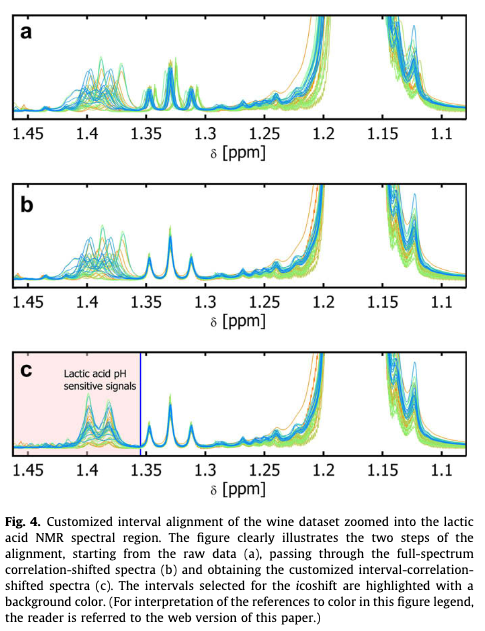 a
1.45 1.4 1.35 1.3 1.25 1.2 1.15 1.1
δ [ppm]
b
1.45 1.4 1.35 1.3 1.25 1.2 1.15 1.1
δ [ppm]
c
Lactic acid pH
sensitive signals
1.45 1.4 1.35 1.3 1.25 1.2 1.15 1.1
δ [ppm]
Fig. 4. Customized interval alignment of the wine dataset zoomed into the lactic
acid NMR spectral region. The figure clearly illustrates the two steps of the
alignment, starting from the raw data (a), passing through the full-spectrum
correlation-shifted spectra (b) and obtaining the customized interval-correlation-
shifted spectra (c). The intervals selected for the icoshift are highlighted with a
background color. (For interpretation of the references to color in this figure legend,
the reader is referred to the web version of this paper.)